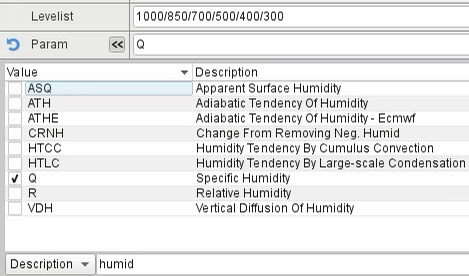 Levelist 1000/850/700/500/400/300
Param << Q
Value Description
ASQ Apparent Surface Humidity
ATH Adiabatic Tendency Of Humidity
ATHE Adiabatic Tendency Of Humidity - Ecmwf
CRNH Change From Removing Neg. Humid
HTCC Humidity Tendency By Cumulus Convection
HTLC Humidity Tendency By Large-scale Condensation
Q Specific Humidity
R Relative Humidity
VDH Vertical Diffusion Of Humidity
Description humid